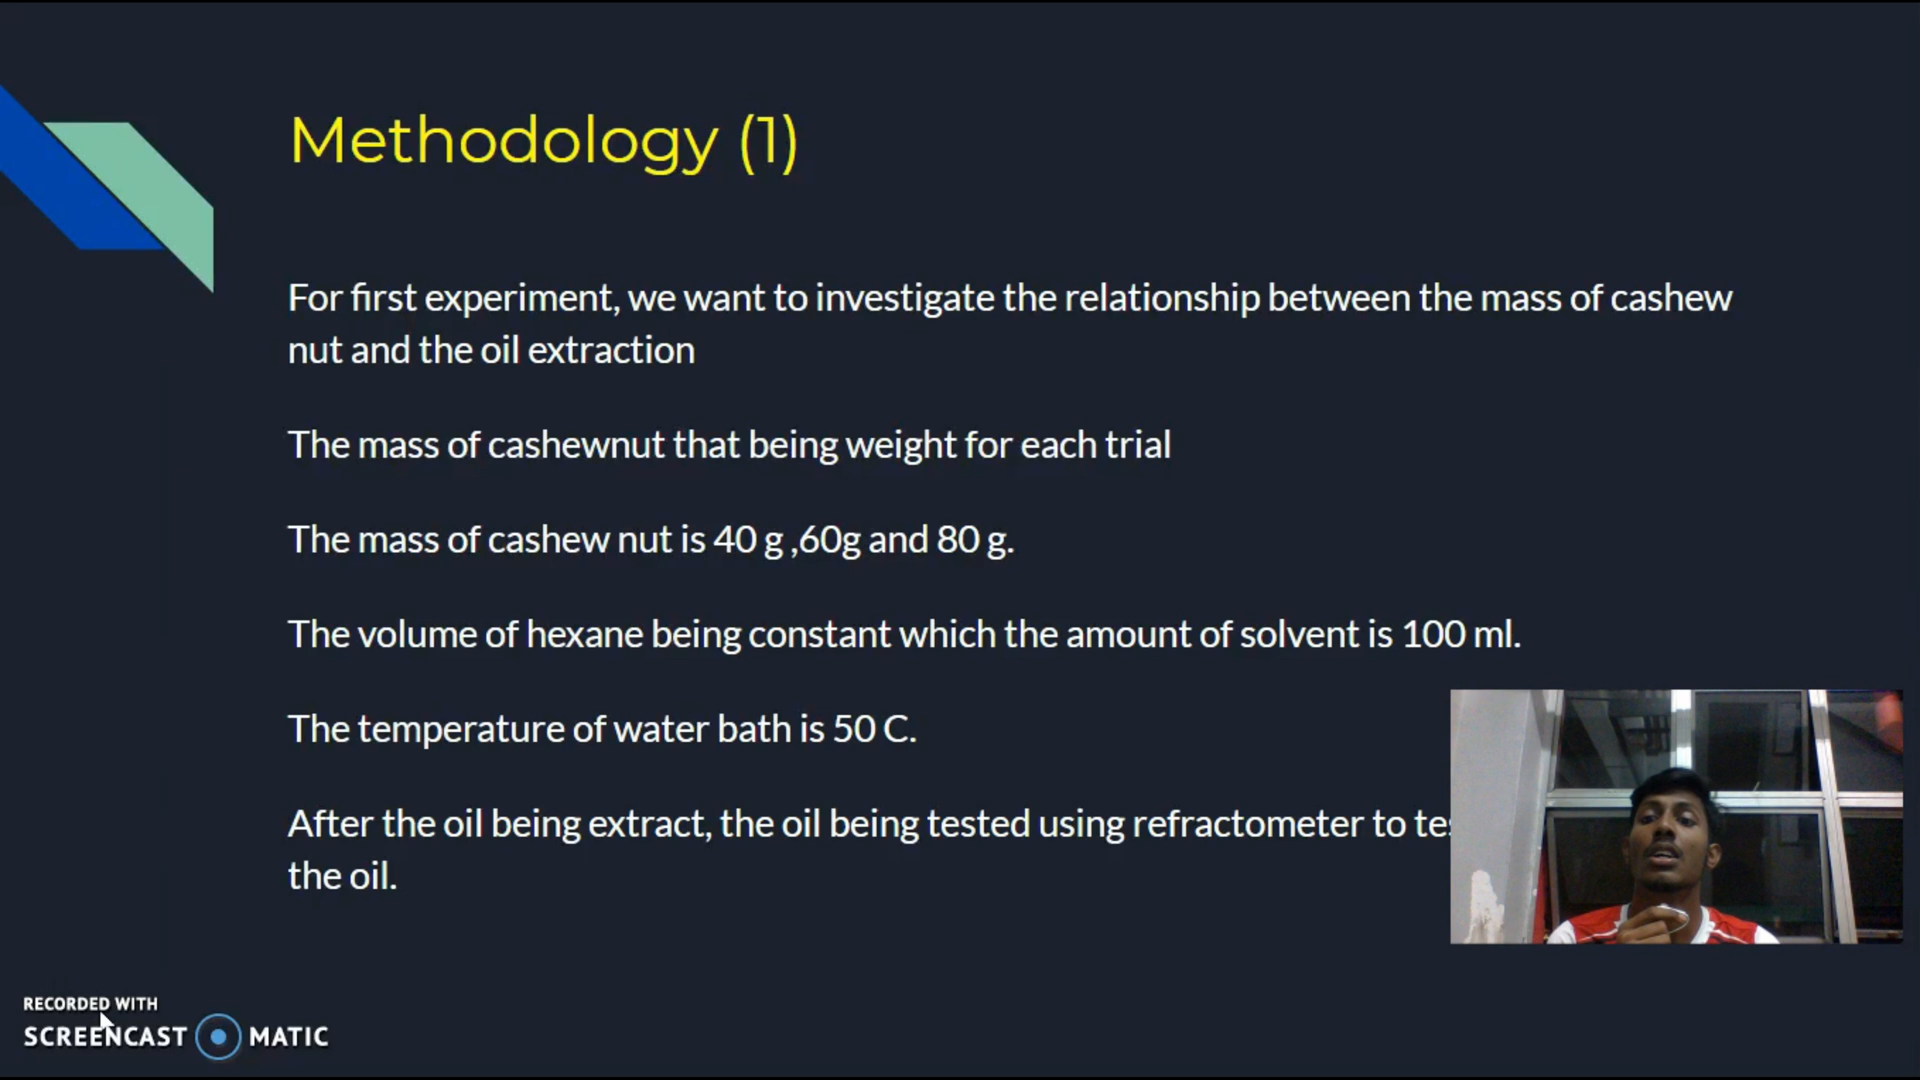 Methodology (1)
For first experiment, we want to investigate the relationship between the mass of cashew
nut and the oil extraction
The mass of cashewnut that being weight for each trial
The mass of cashew nut is 40 g ,60g and 80 g.
The volume of hexane being constant which the amount of solvent is 100 ml.
The temperature of water bath is 50 C.
After the oil being extract, the oil being tested using refractometer to
the oil.
RECORDED WITH
SCREENCAST MATIC